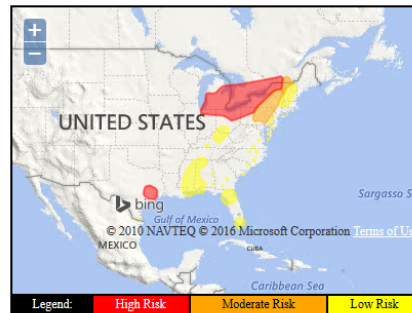 +
−
UNITED STATES
bing
Gulf of Mexico
Sargasso S
© 2010 NAVTEQ © 2016 Microsoft Corporation Terms of Us
MEXICO
CUBA
Caribbean Sea
Legend: High Risk Moderate Risk Low Risk